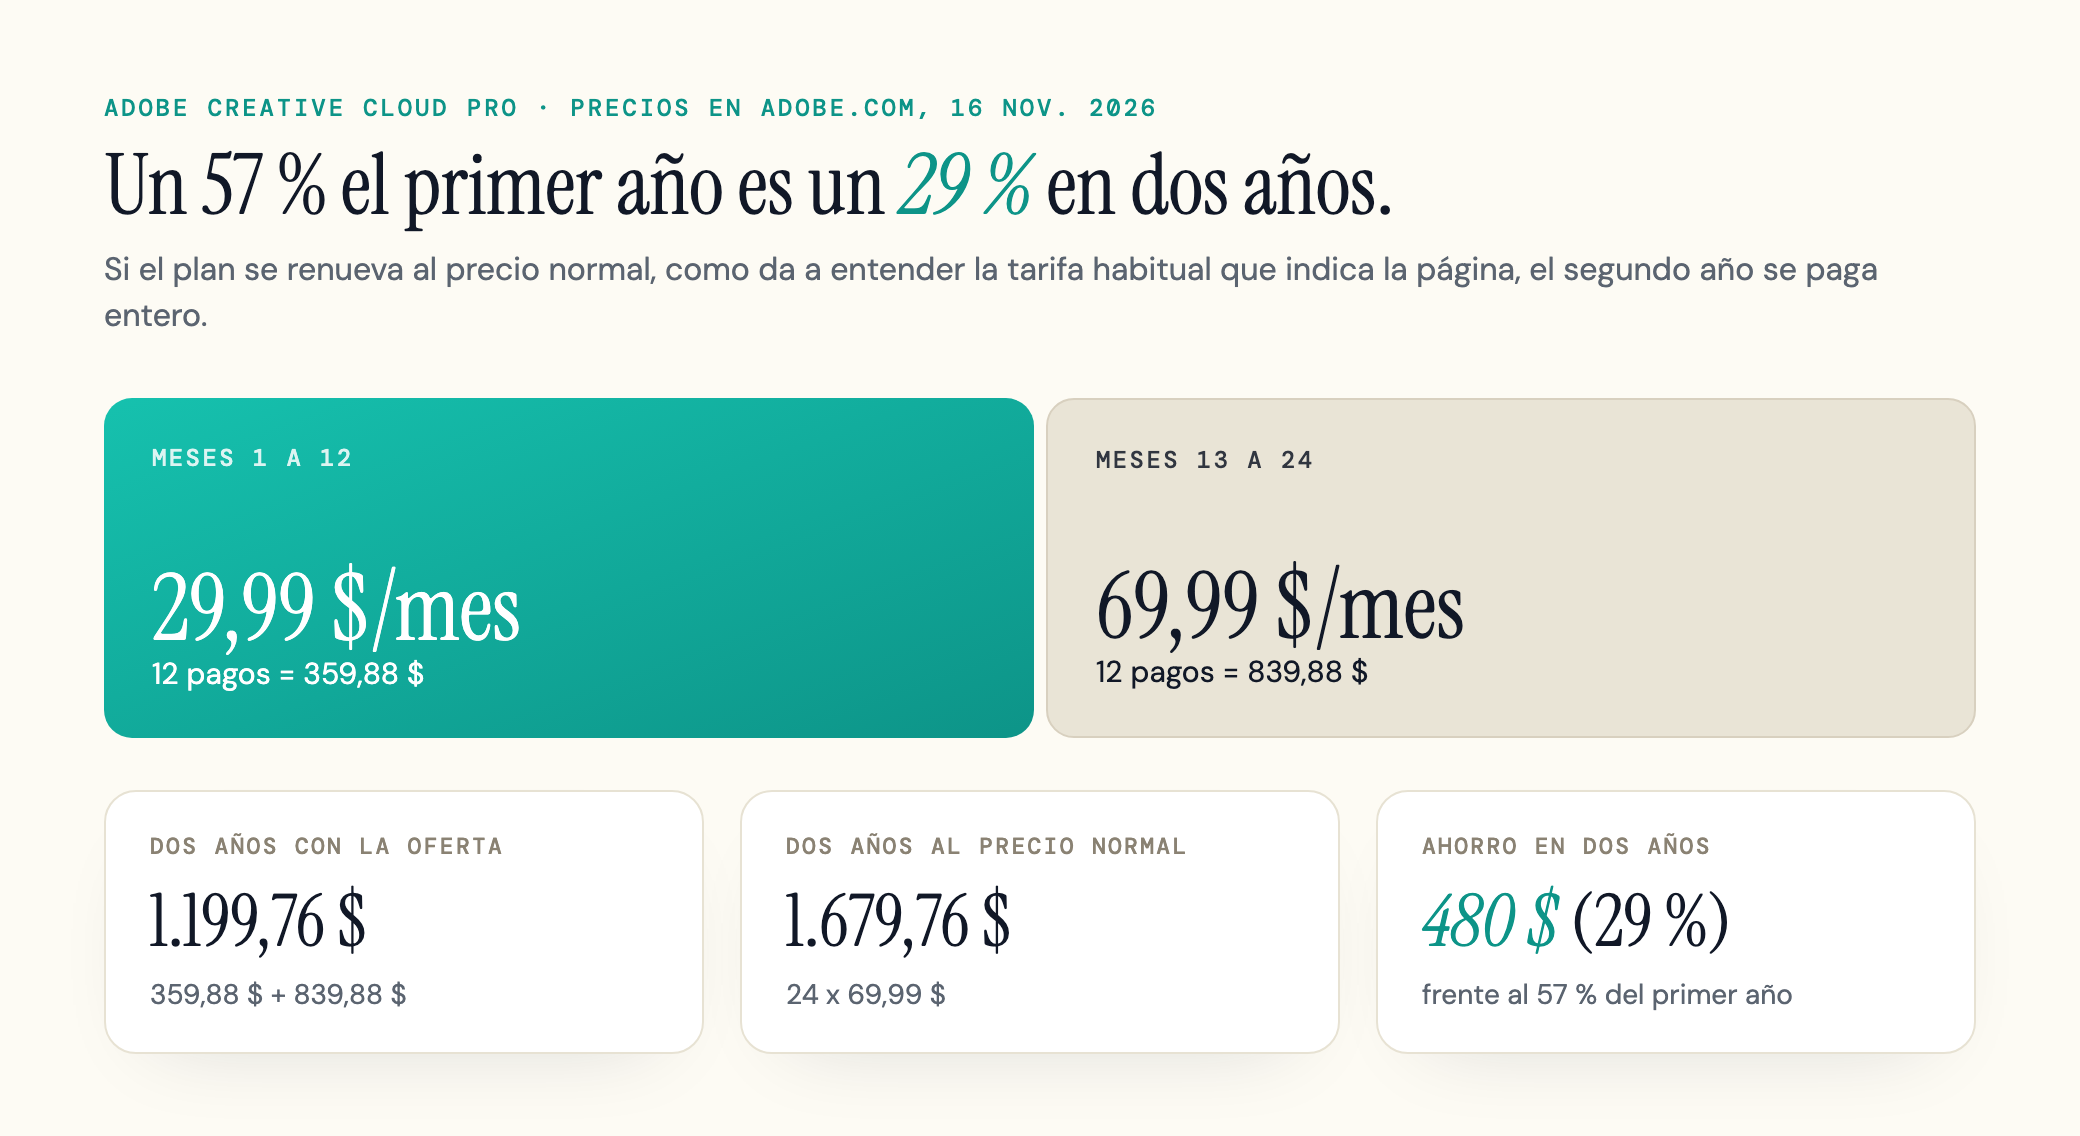 ADOBE CREATIVE CLOUD PRO · PRECIOS EN ADOBE.COM, 16 NOV. 2026
Un 57 % el primer año es un 29 % en dos años.
Si el plan se renueva al precio normal, como da a entender la tarifa habitual que indica la página, el segundo año se paga
entero.
MESES 1 A 12
29,99 $/mes
12 pagos = 359,88 $
MESES 13 A 24
69,99 $/mes
12 pagos = 839,88 $
DOS AÑOS CON LA OFERTA
1.199,76 $
359,88 $ + 839,88 $
DOS AÑOS AL PRECIO NORMAL
1.679,76 $
24 x 69,99 $
AHORRO EN DOS AÑOS
480 $ (29 %)
frente al 57 % del primer año